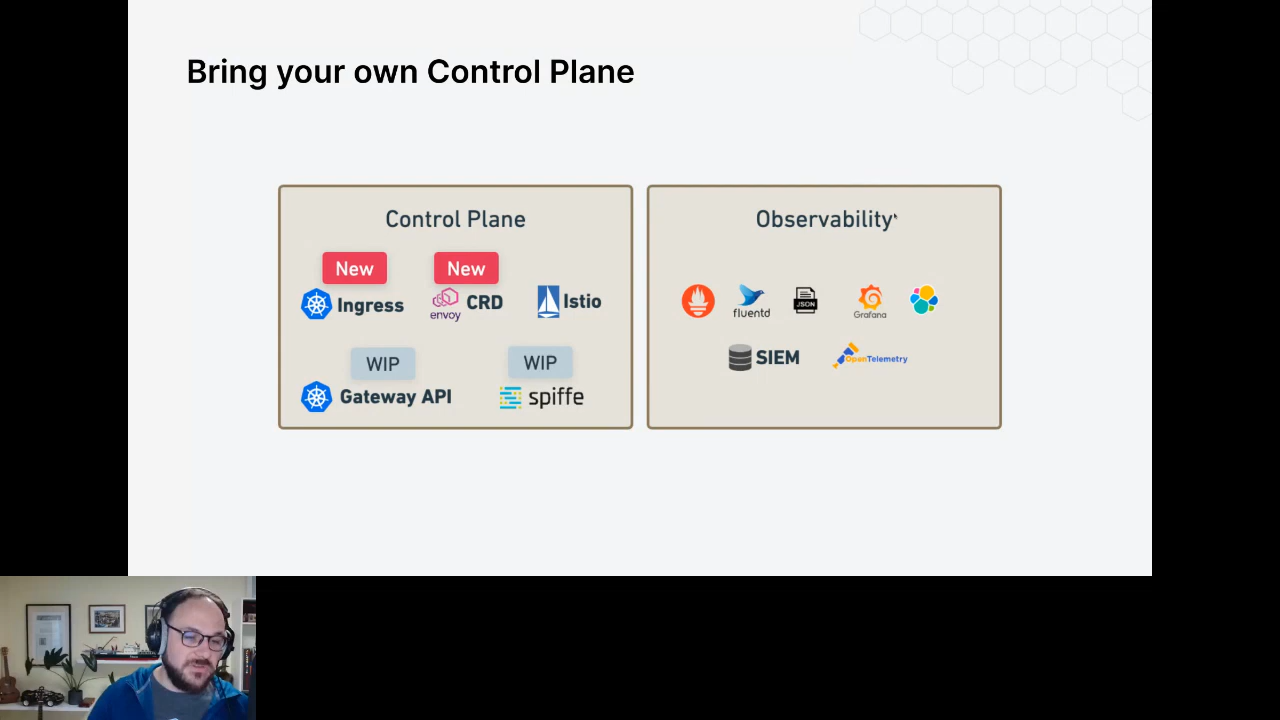 Bring your own Control Plane
Control Plane
New
New
Ingress
envoy
CRD
Istio
WIP
WIP
Gateway API
spiffe
Observability
fluentd
JSON
Grafana
SIEM
OpenTelemetry